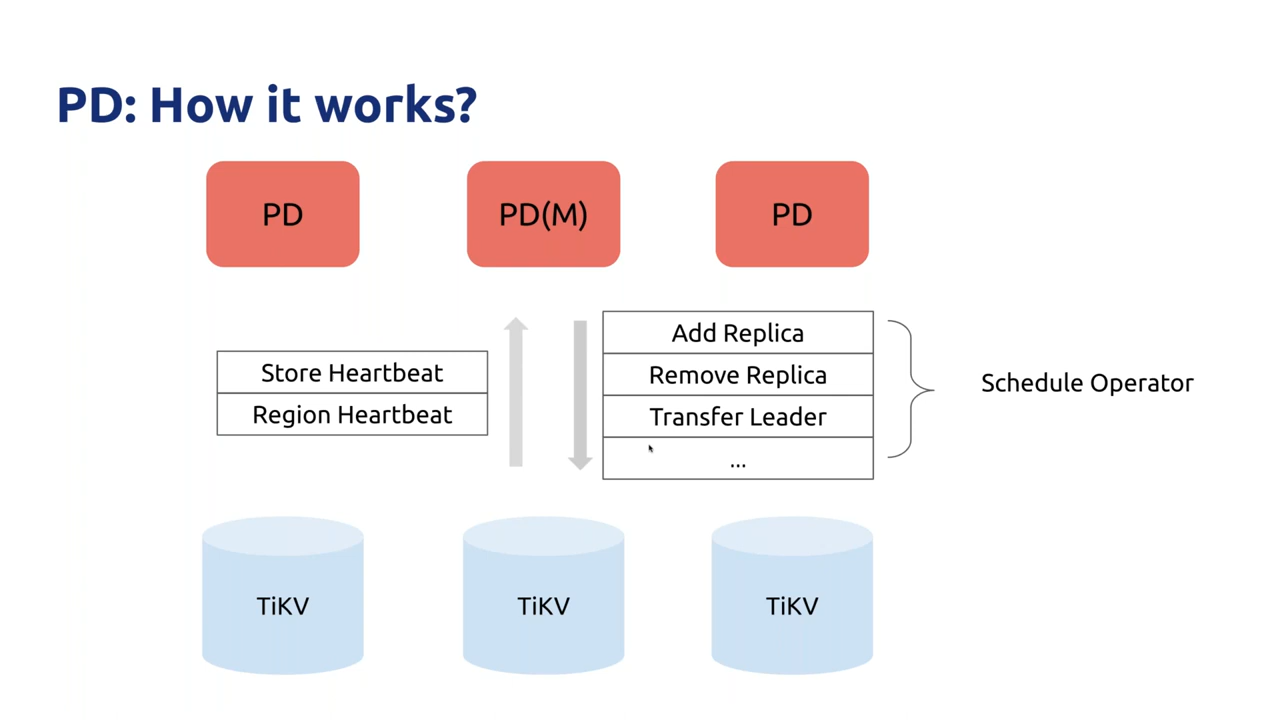 PD: How it works?
PD
PD(M)
PD
Store Heartbeat
Region Heartbeat
Add Replica
Remove Replica
Transfer Leader
...
Schedule Operator
TiKV
TiKV
TiKV